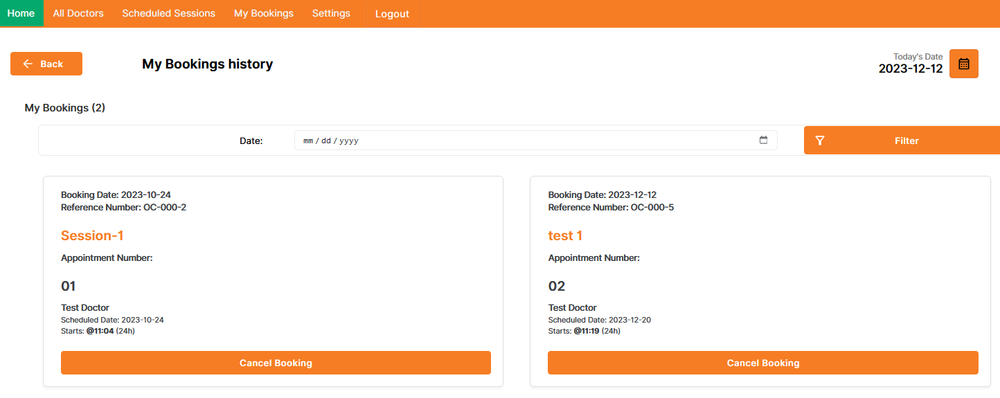 Home All Doctors Scheduled Sessions My Bookings Settings Logout
Back My Bookings history Today's Date
2023-12-12
My Bookings (2)
Date: mm / dd / yyyy Filter
Booking Date: 2023-10-24
Reference Number: OC-000-2
Session-1
Appointment Number:
01
Test Doctor
Scheduled Date: 2023-10-24
Starts: @11:04 (24h)
Cancel Booking
Booking Date: 2023-12-12
Reference Number: OC-000-5
test 1
Appointment Number:
02
Test Doctor
Scheduled Date: 2023-12-20
Starts: @11:19 (24h)
Cancel Booking